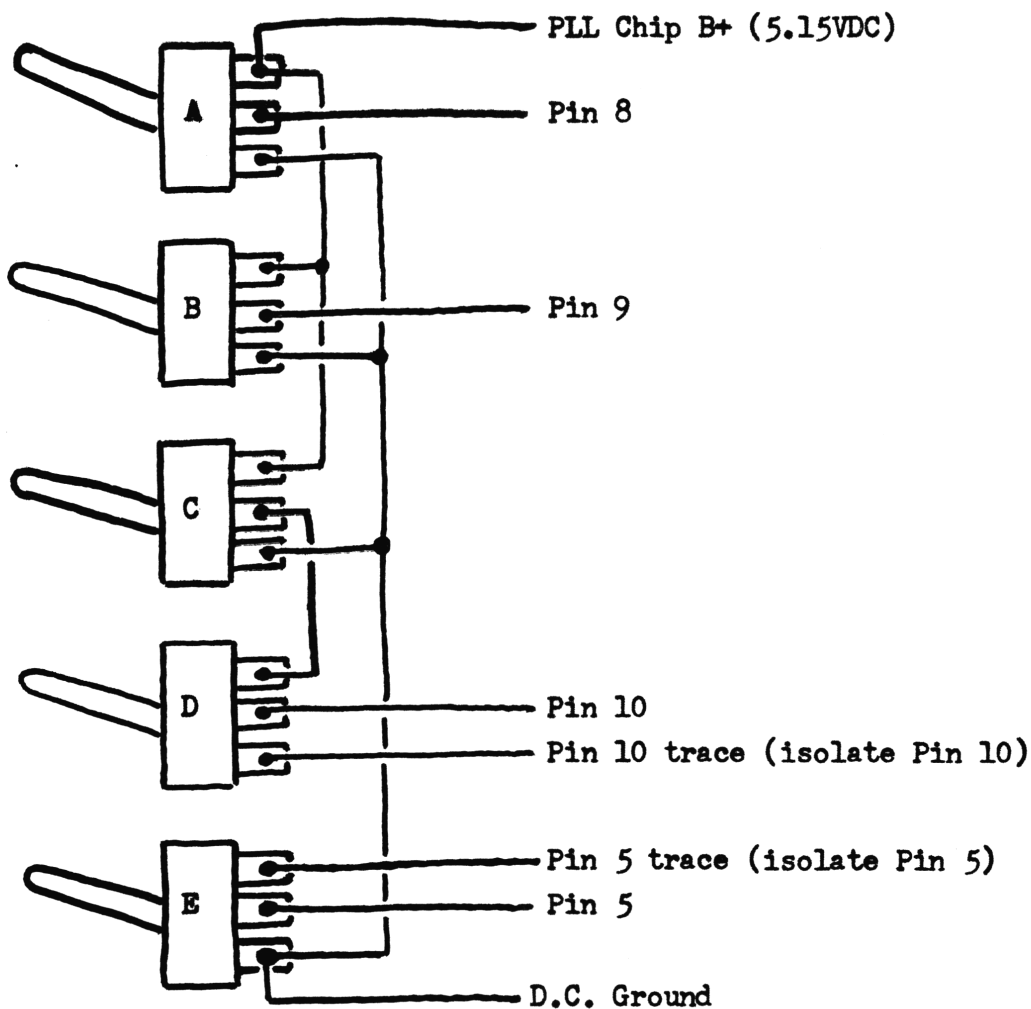 PLL Chip B+ (5.15VDC)
A
Pin 8
B
Pin 9
C
D
Pin 10
Pin 10 trace (isolate Pin 10)
Pin 5 trace (isolate Pin 5)
E
Pin 5
D.C. Ground